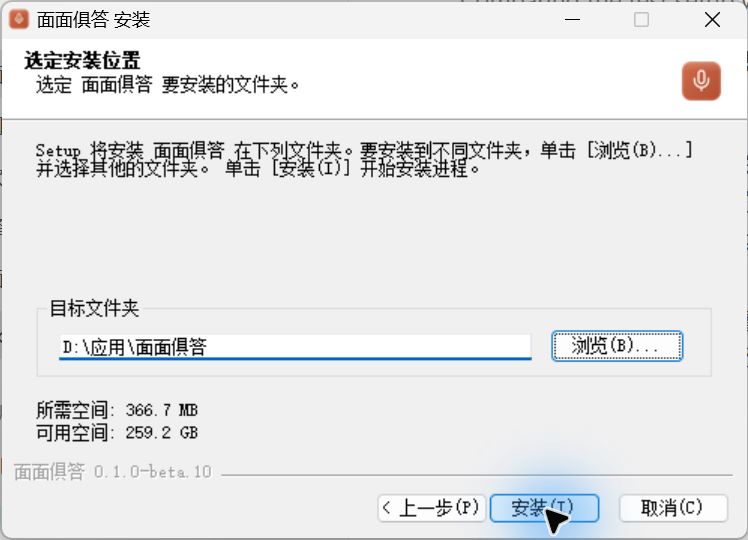 面面俱答 安装
选定安装位置
选定 面面俱答 要安装的文件夹。
Setup 将安装 面面俱答 在下列文件夹。要安装到不同文件夹，单击 [浏览(B)...]
并选择其他的文件夹。 单击 [安装(I)] 开始安装进程。
目标文件夹
D:\应用\面面俱答
浏览(B)...
所需空间: 366.7 MB
可用空间: 259.2 GB
面面俱答 0.1.0-beta.10
< 上一步(P)
安装(I)
取消(C)